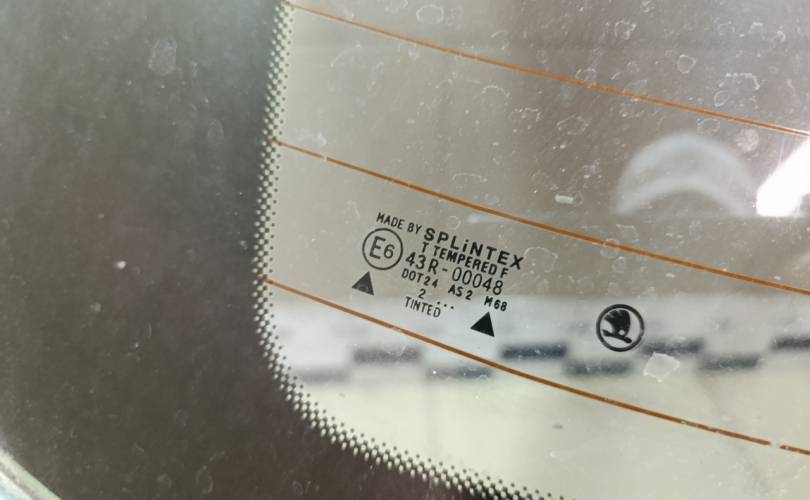 MADE BY SPLiNTEX
T TEMPERED F
E6 43R-00048
DOT24 AS2 M68
2 ...
TINTED